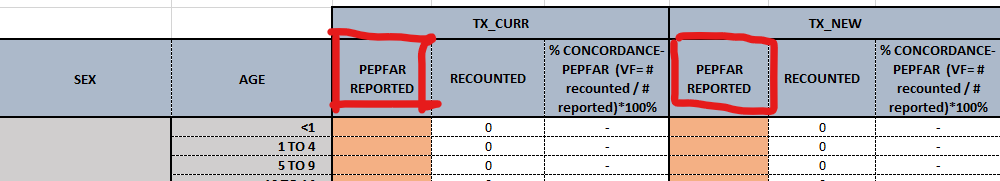 TX_CURR TX_NEW
SEX AGE PEPFAR REPORTED RECOUNTED % CONCORDANCE-PEPFAR (VF= # recounted / # reported)*100% PEPFAR REPORTED RECOUNTED % CONCORDANCE-PEPFAR (VF= # recounted / # reported)*100%
<1 0 - 0 -
1 TO 4 0 - 0 -
5 TO 9 0 - 0 -